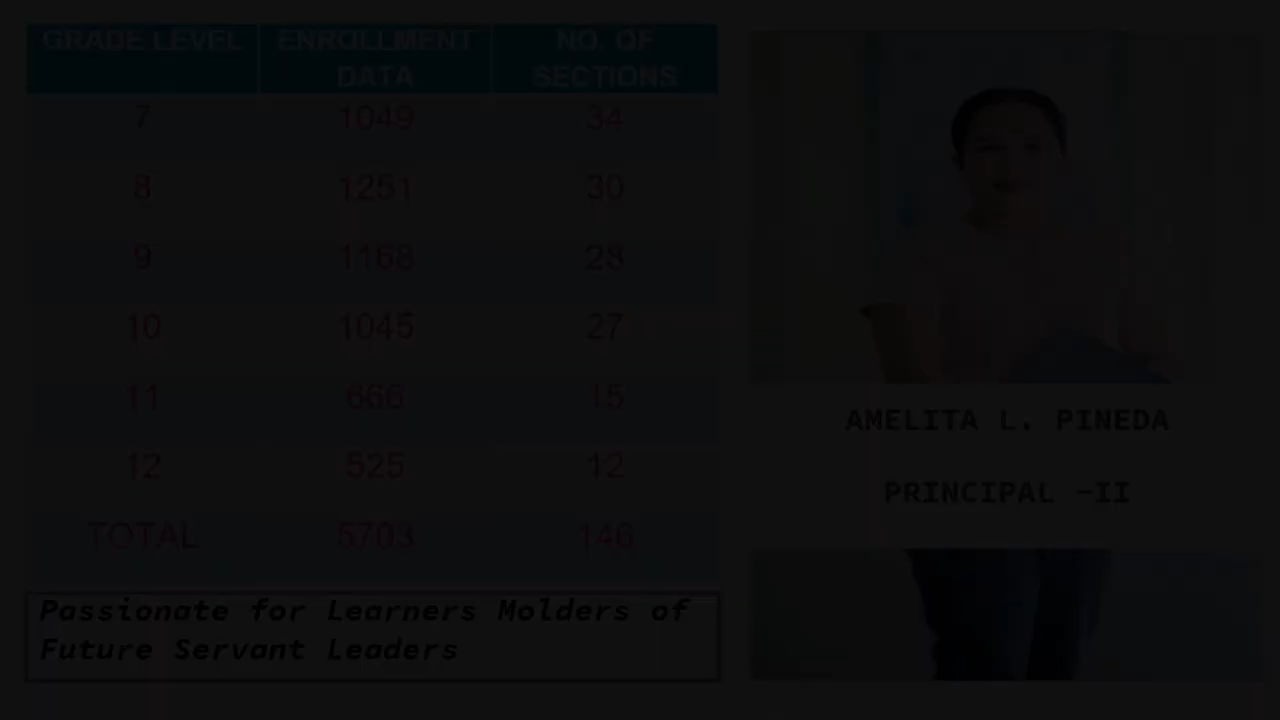 GRADE LEVEL ENROLLMENT DATA NO. OF SECTIONS
7 1049 34
8 1251 30
9 1168 28
10 1045 27
11 666 15
12 525 12
TOTAL 5703 146
Passionate for Learners Molders of
Future Servant Leaders
AMELITA L. PINEDA
PRINCIPAL -II